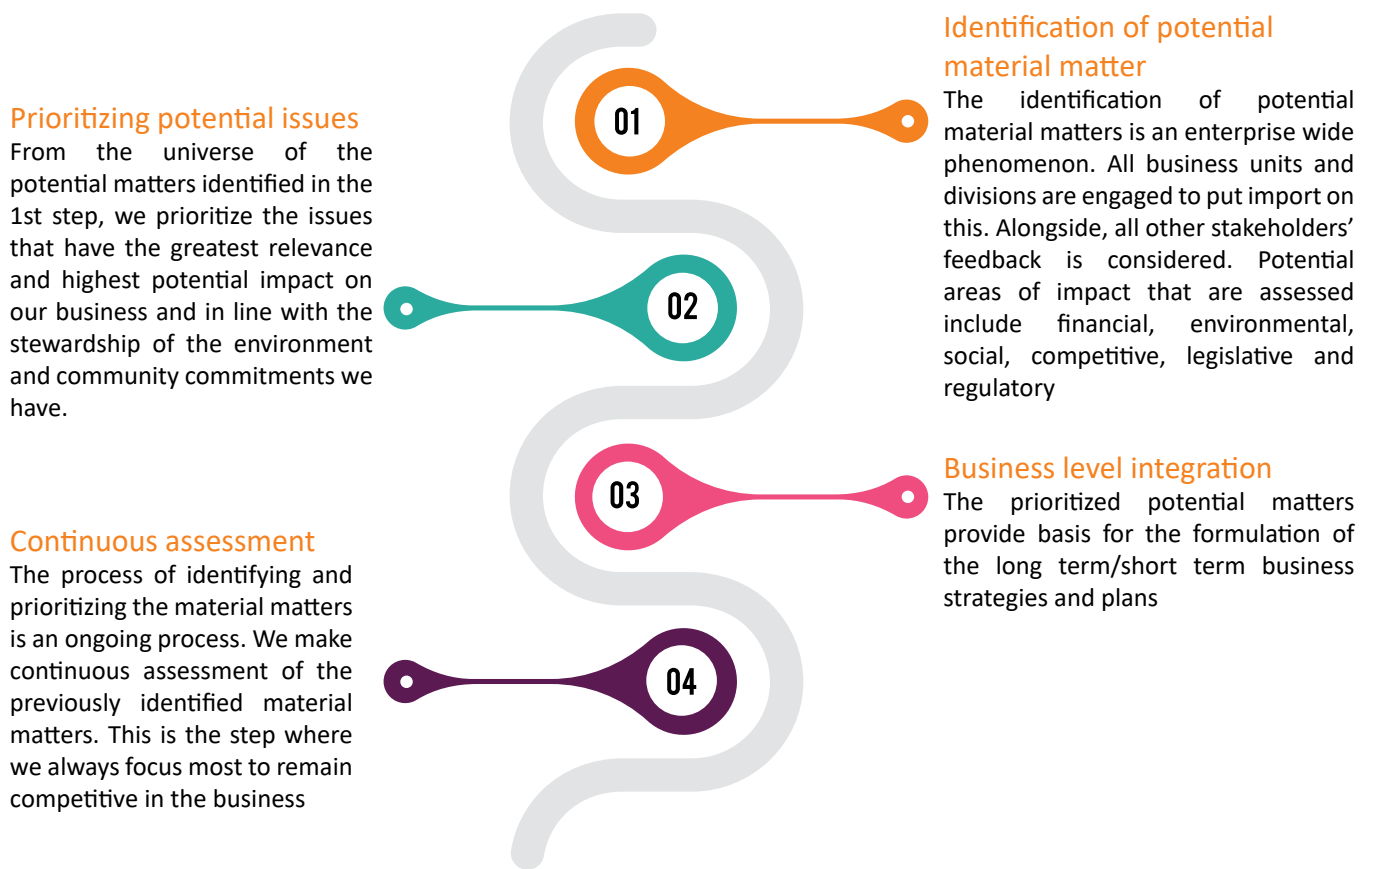 01
Identification of potential
material matter
The identification of potential
material matters is an enterprise wide
phenomenon. All business units and
divisions are engaged to put import on
this. Alongside, all other stakeholders’
feedback is considered. Potential
areas of impact that are assessed
include financial, environmental,
social, competitive, legislative and
regulatory
02
Prioritizing potential issues
From the universe of the
potential matters identified in the
1st step, we prioritize the issues
that have the greatest relevance
and highest potential impact on
our business and in line with the
stewardship of the environment
and community commitments we
have.
03
Business level integration
The prioritized potential matters
provide basis for the formulation of
the long term/short term business
strategies and plans
04
Continuous assessment
The process of identifying and
prioritizing the material matters
is an ongoing process. We make
continuous assessment of the
previously identified material
matters. This is the step where
we always focus most to remain
competitive in the business